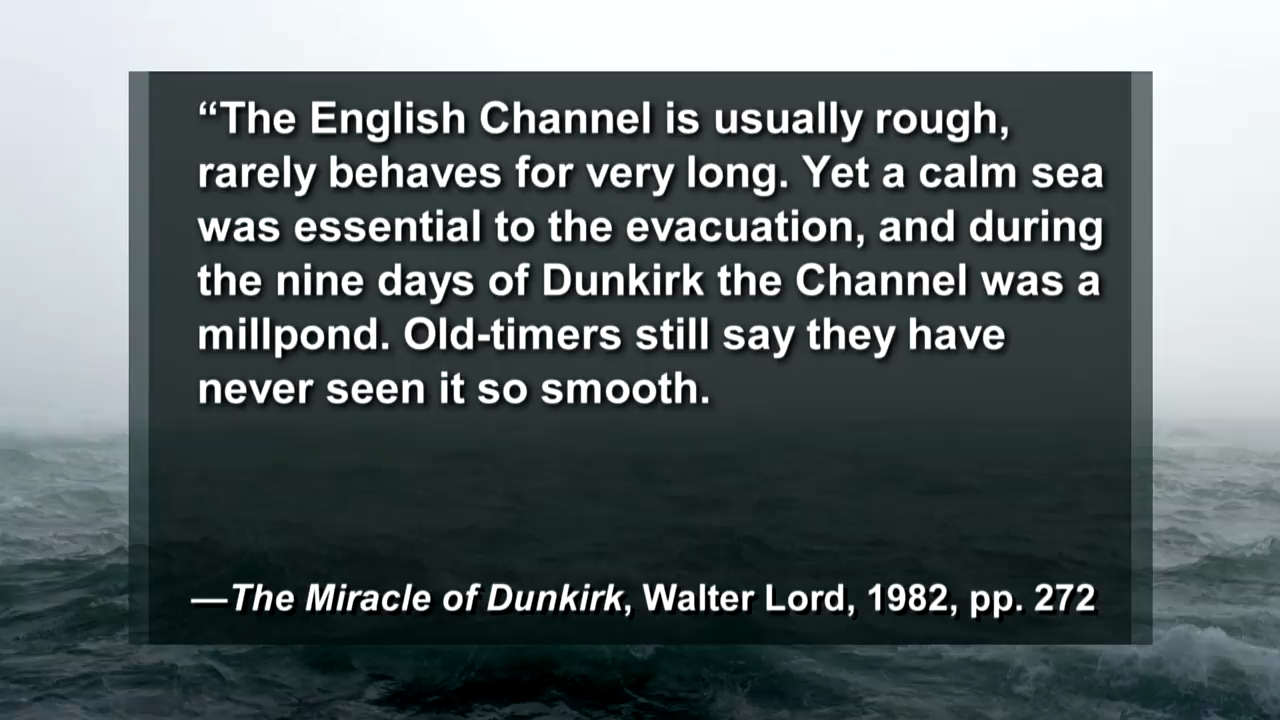 “The English Channel is usually rough,
rarely behaves for very long. Yet a calm sea
was essential to the evacuation, and during
the nine days of Dunkirk the Channel was a
millpond. Old-timers still say they have
never seen it so smooth.
—The Miracle of Dunkirk, Walter Lord, 1982, pp. 272